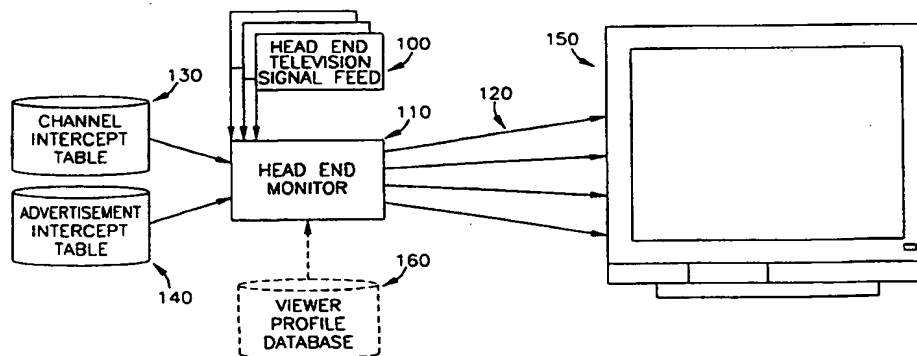 HEAD END
TELEVISION
SIGNAL FEED
100
150
130
110
120
CHANNEL
INTERCEPT
TABLE
HEAD END
MONITOR
ADVERTISEMENT
INTERCEPT
TABLE
140
160
VIEWER
PROFILE
DATABASE